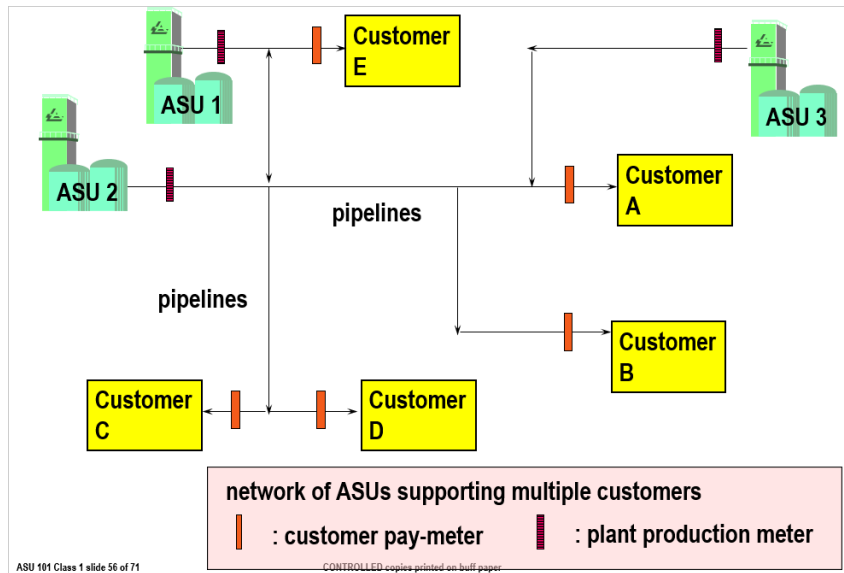 Customer
E
ASU 1
ASU 3
ASU 2
Customer
A
pipelines
pipelines
Customer
B
Customer
C
Customer
D
network of ASUs supporting multiple customers
: customer pay-meter
: plant production meter
ASU 101 Class 1 slide 56 of 71
CONTROLLED copies printed on buff paper